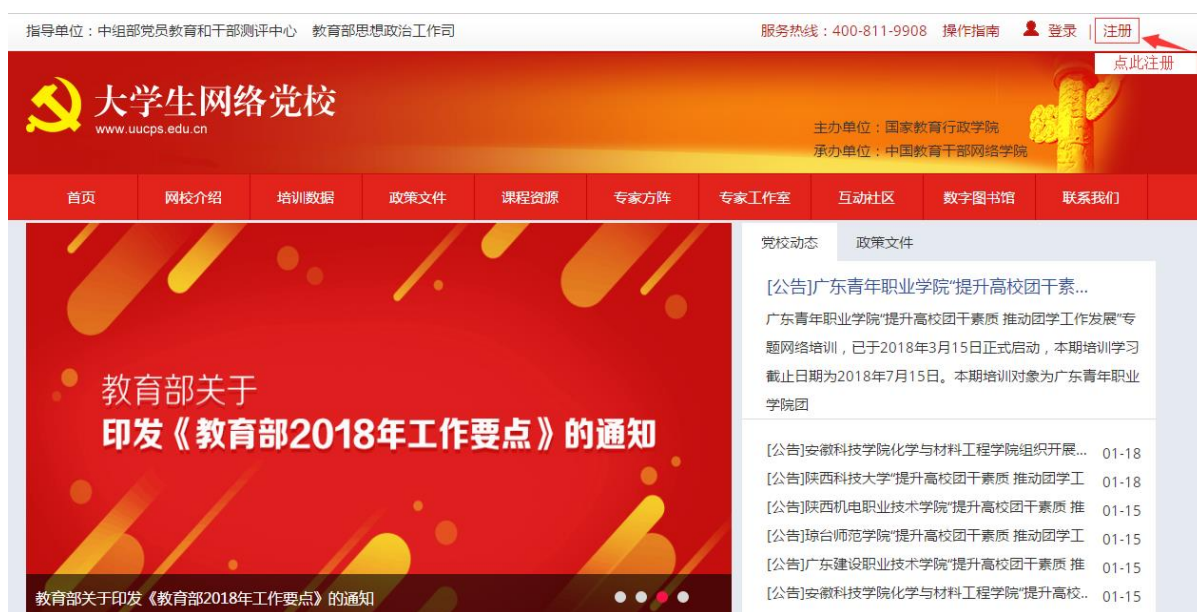 指导单位：中组部党员教育和干部测评中心 教育部思想政治工作司
服务热线：400-811-9908 操作指南 登录 | 注册
点此注册
大学生网络党校
www.uucps.edu.cn
主办单位：国家教育行政学院
承办单位：中国教育干部网络学院
首页 网校介绍 培训数据 政策文件 课程资源 专家方阵 专家工作室 互动社区 数字图书馆 联系我们
教育部关于
印发《教育部2018年工作要点》的通知
教育部关于印发《教育部2018年工作要点》的通知
党校动态 政策文件
[公告]广东青年职业学院“提升高校团干素...
广东青年职业学院“提升高校团干素质 推动团学工作发展”专
题网络培训，已于2018年3月15日正式启动，本期培训学习
截止日期为2018年7月15日。本期培训对象为广东青年职业
学院团
[公告]安徽科技学院化学与材料工程学院组织开展... 01-18
[公告]陕西科技大学“提升高校团干素质 推动团学工 01-18
[公告]陕西机电职业技术学院“提升高校团干素质 推 01-15
[公告]琼台师范学院“提升高校团干素质 推动团学工 01-15
[公告]广东建设职业技术学院“提升高校团干素质 推 01-15
[公告]安徽科技学院化学与材料工程学院“提升高校.. 01-15